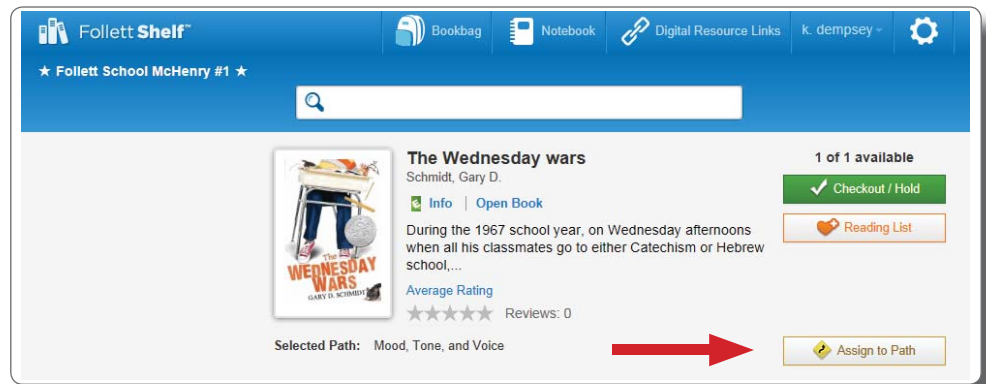 Follett Shelf™
Bookbag
Notebook
Digital Resource Links
k. dempsey
★ Follett School McHenry #1 ★
The Wednesday wars
Schmidt, Gary D.
Info | Open Book
During the 1967 school year, on Wednesday afternoons
when all his classmates go to either Catechism or Hebrew
school,...
Average Rating
Reviews: 0
1 of 1 available
Checkout / Hold
Reading List
The
WEDNESDAY
WARS
GARY D. SCHMIDT
Selected Path: Mood, Tone, and Voice
Assign to Path